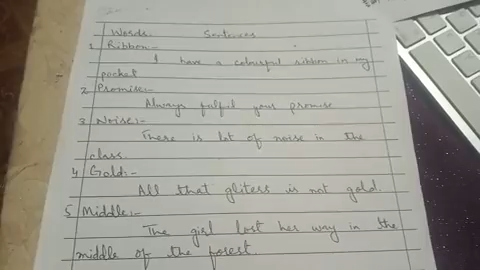 Words. Sentences
1 Ribbon:-
I have a colourful ribbon in my
pocket
2 Promise:-
Always fulfil your promise
3 Noise:-
There is lot of noise in the
class.
4 Gold:-
All that gliters is not gold.
5 Middle:-
The girl lost her way in the
middle of the forest.